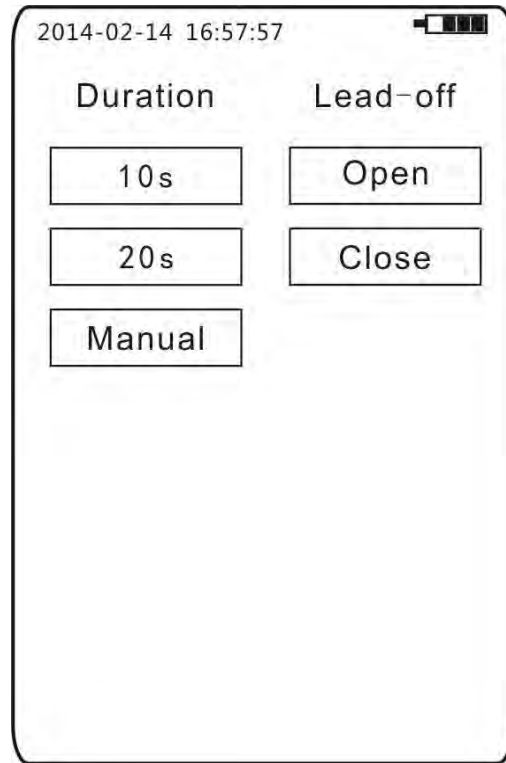 2014-02-14 16:57:57
Duration Lead-off
10s Open
20s Close
Manual